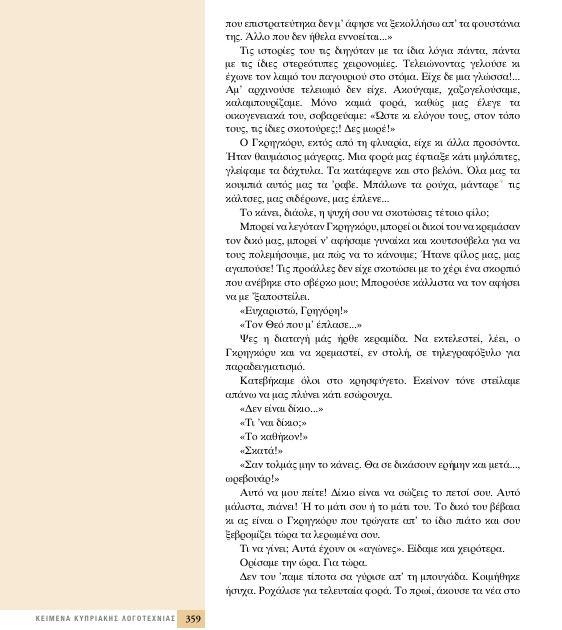 που επιστρατεύτηκα δεν μ’ άφησε να ξεκολλήσω απ’ τα φουστάνια
της. Άλλο που δεν ήθελα εννοείται...»
Τις ιστορίες του τις διηγόταν με τα ίδια λόγια πάντα, πάντα
με τις ίδιες στερεότυπες χειρονομίες. Τελειώνοντας γελούσε κι
έχωνε τον λαιμό του παγουριού στο στόμα. Είχε δε μια γλώσσα!...
Αμ’ αρχινούσε τελειωμό δεν είχε. Ακούγαμε, χαζογελούσαμε,
καλαμπουρίζαμε. Μόνο καμιά φορά, καθώς μας έλεγε τα
οικογενειακά του, σοβαρεύαμε: «Ώστε κι ελόγου τους, στον τόπο
τους, τις ίδιες σκοτούρες;! Δες μωρέ!»
Ο Γκρηγκόρυ, εκτός από τη φλυαρία, είχε κι άλλα προσόντα.
Ήταν θαυμάσιος μάγερας. Μια φορά μας έφτιαξε κάτι μηλόπιτες,
γλείφαμε τα δάχτυλα. Τα κατάφερνε και στο βελόνι. Όλα μας τα
κουμπιά αυτός μας τα ’ραβε. Μπάλωνε τα ρούχα, μάνταρε* τις
κάλτσες, μας σιδέρωνε, μας έπλενε...
Το κάνει, διάολε, η ψυχή σου να σκοτώσεις τέτοιο φίλο;
Μπορεί να λεγόταν Γκρηγκόρυ, μπορεί οι δικοί του να κρεμάσαν
τον δικό μας, μπορεί ν’ αφήσαμε γυναίκα και κουτσούβελα για να
τους πολεμήσουμε, μα πώς να το κάνουμε; Ήτανε φίλος μας, μας
αγαπούσε! Τις προάλλες δεν είχε σκοτώσει με το χέρι ένα σκορπιό
που ανέβηκε στο σβέρκο μου; Μπορούσε κάλλιστα να τον αφήσει
να με ’ξαποστείλει.
«Ευχαριστώ, Γρηγόρη!»
«Τον Θεό που μ’ έπλασε...»
Ψες η διαταγή μάς ήρθε κεραμίδα. Να εκτελεστεί, λέει, ο
Γκρηγκόρυ και να κρεμαστεί, εν στολή, σε τηλεγραφόξυλο για
παραδειγματισμό.
Κατεβήκαμε όλοι στο κρησφύγετο. Εκείνον τόνε στείλαμε
απάνω να μας πλύνει κάτι εσώρουχα.
«Δεν είναι δίκιο...»
«Τι ’ναι δίκιο;»
«Το καθήκον!»
«Σκατά!»
«Σαν τολμάς μην το κάνεις. Θα σε δικάσουν ερήμην και μετά...,
ωρεβουάρ!»
Αυτό να μου πείτε! Δίκιο είναι να σώζεις το πετσί σου. Αυτό
μάλιστα, πιάνει! Ή το μάτι σου ή το μάτι του. Το δικό του βέβαια
κι ας είναι ο Γκρηγκόρυ που τρώγατε απ’ το ίδιο πιάτο και σου
ξεβρομίζει τώρα τα λερωμένα σου.
Τι να γίνει; Αυτά έχουν οι «αγώνες». Είδαμε και χειρότερα.
Ορίσαμε την ώρα. Για τώρα.
Δεν του ’παμε τίποτα σα γύρισε απ’ τη μπουγάδα. Κοιμήθηκε
ήσυχα. Ροχάλισε για τελευταία φορά. Το πρωί, άκουσε τα νέα στο
ΚΕΙΜΕΝΑ ΚΥΠΡΙΑΚΗΣ ΛΟΓΟΤΕΧΝΙΑΣ 359